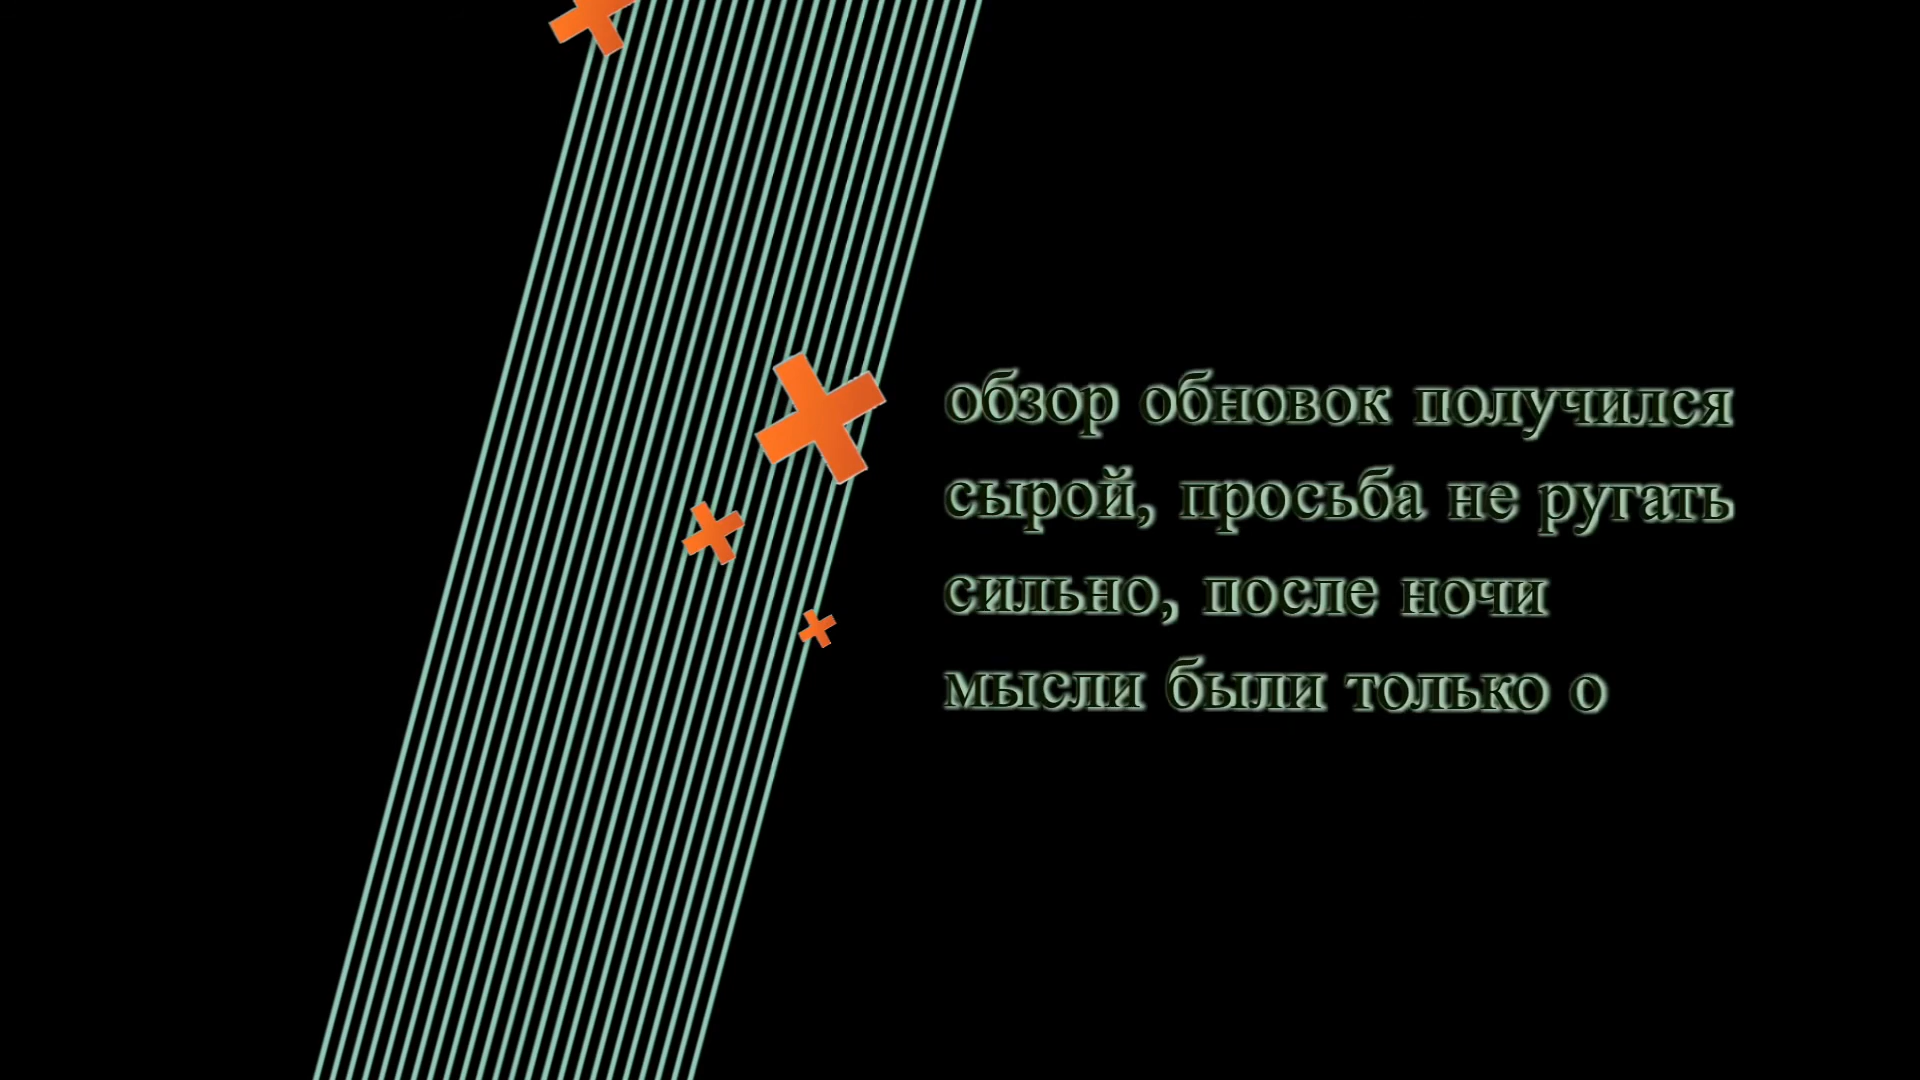 обзор обновок получился
сырой, просьба не ругать
сильно, после ночи
мысли были только о